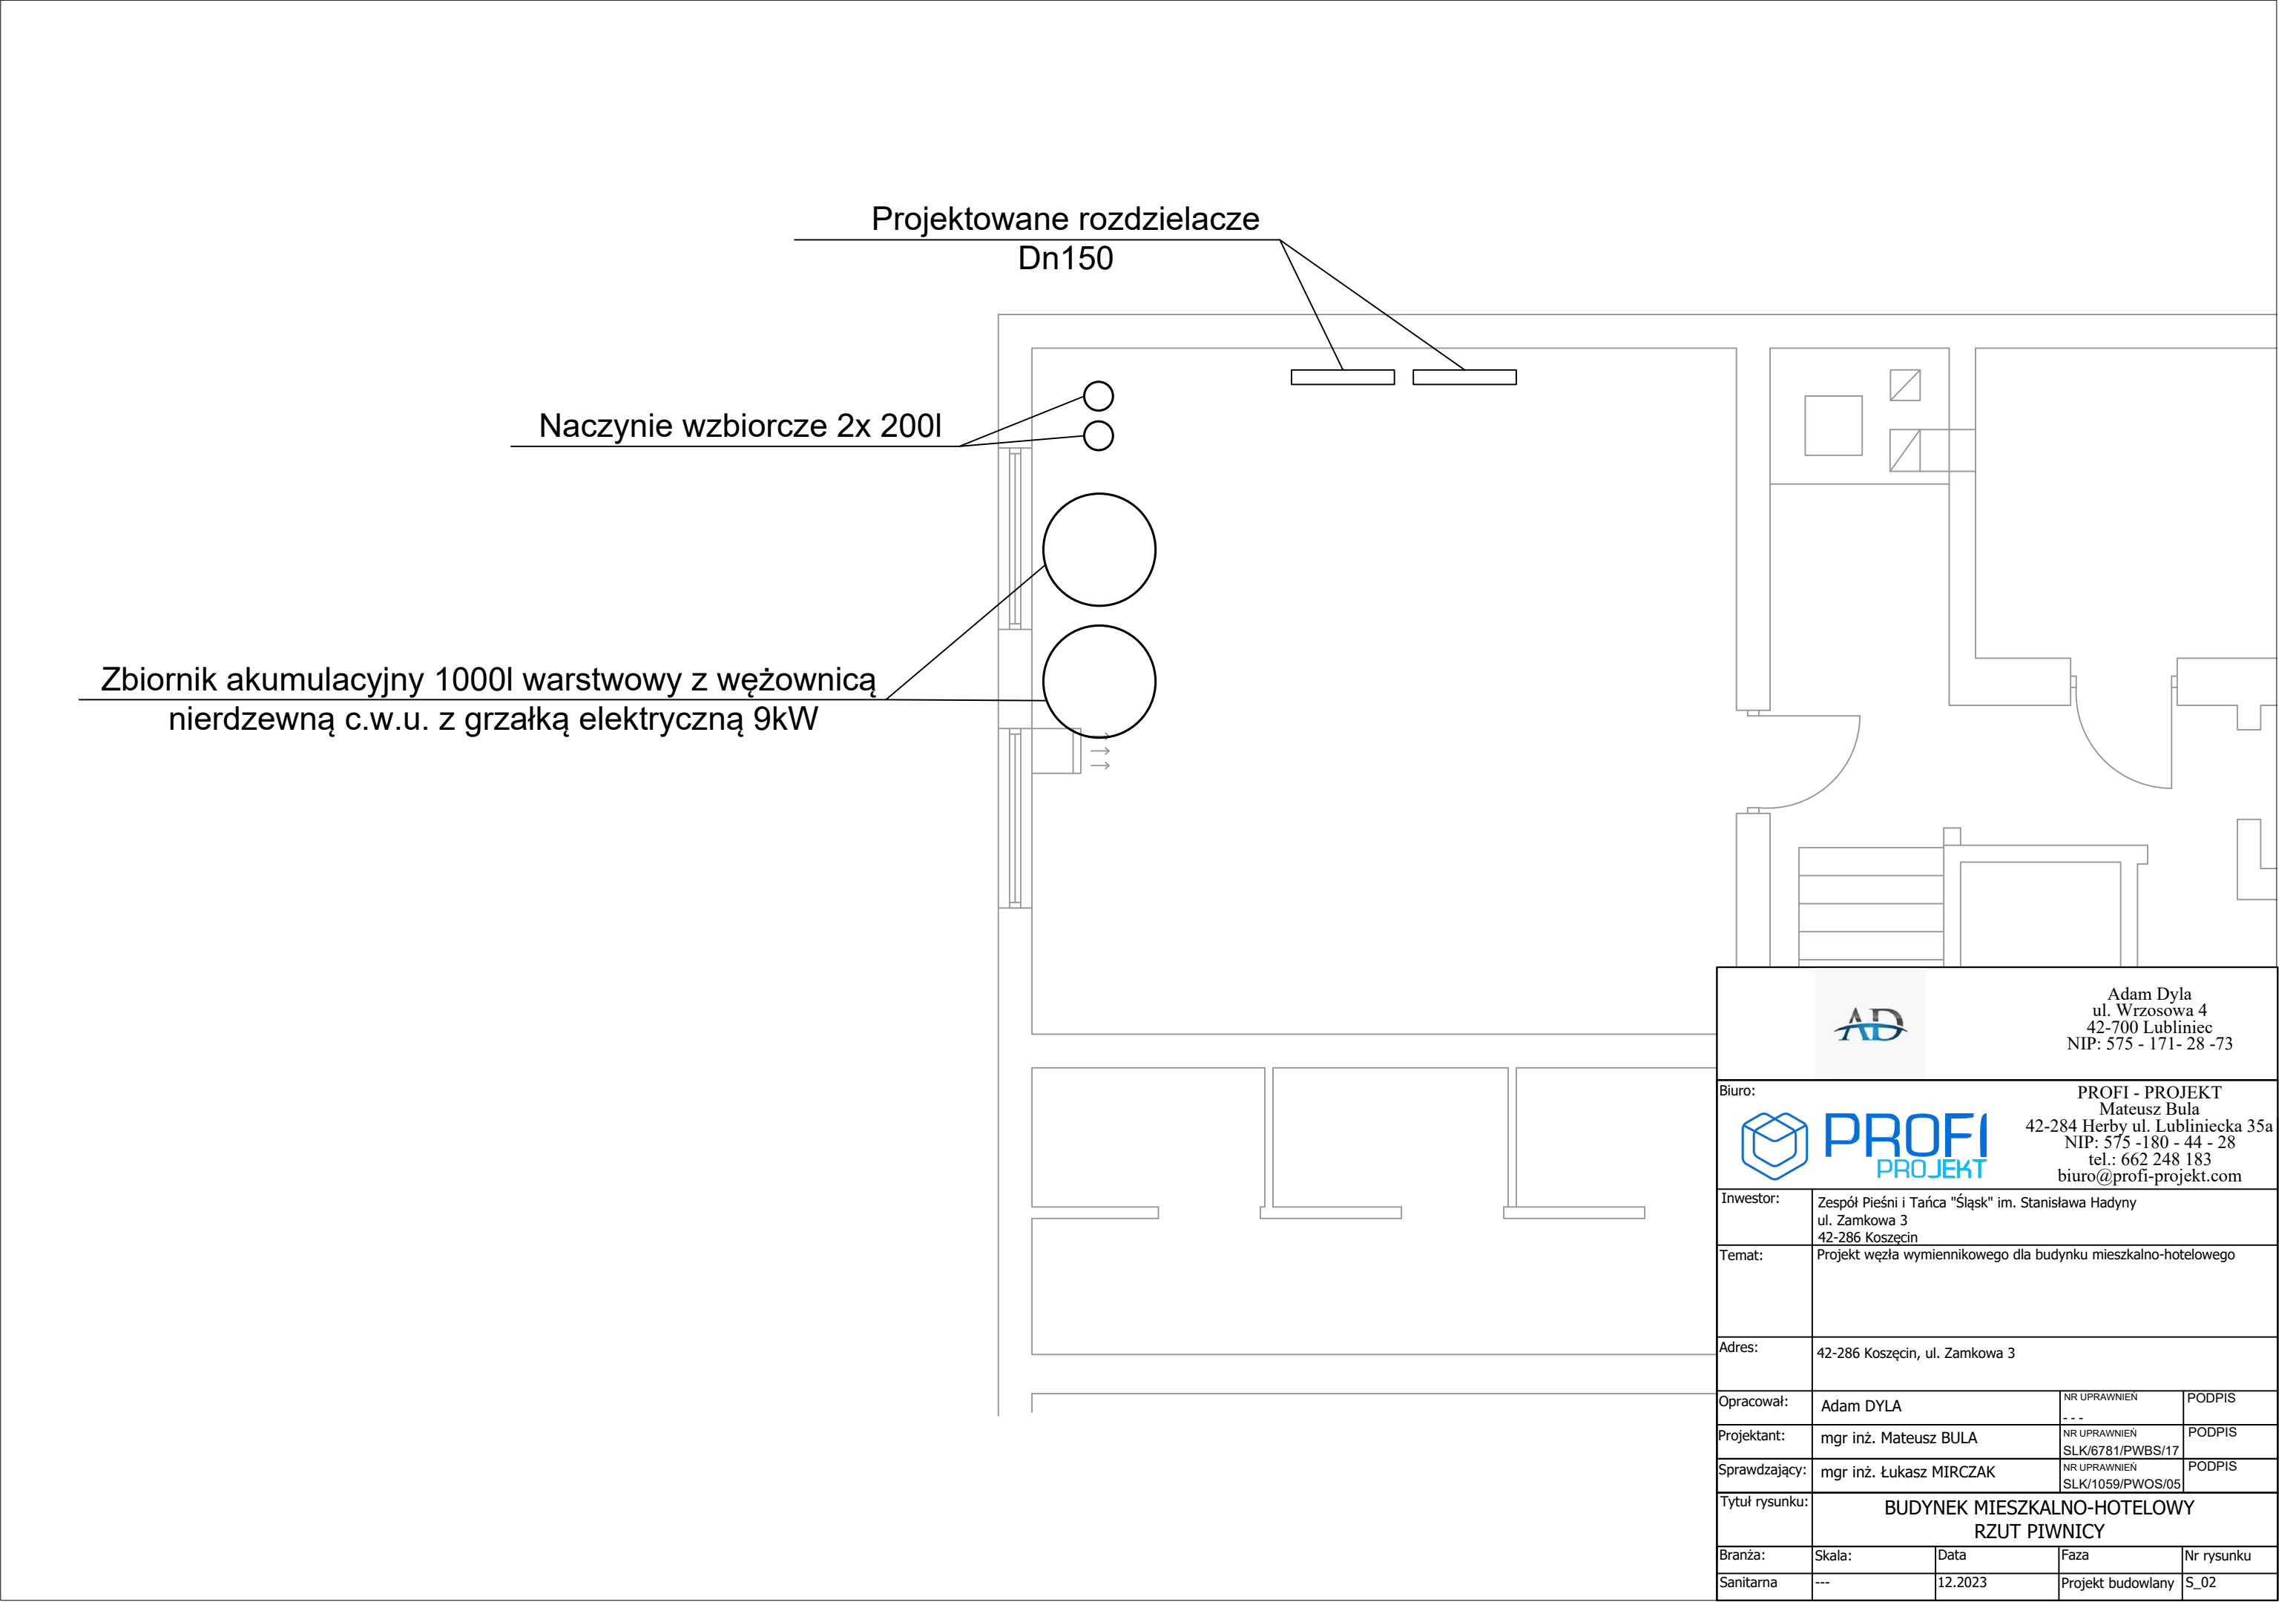 Projektowane rozdzielacze
Dn150
Naczynie wzbiorcze 2x 200l
Zbiornik akumulacyjny 1000l warstwowy z wężownicą
nierdzewną c.w.u. z grzałką elektryczną 9kW
AD
Adam Dyla
ul. Wrzosowa 4
42-700 Lubliniec
NIP: 575 - 171- 28 -73
Biuro:
PROFI
PROJEKT
PROFI - PROJEKT
Mateusz Bula
42-284 Herby ul. Lubliniecka 35a
NIP: 575 -180 - 44 - 28
tel.: 662 248 183
biuro@profi-projekt.com
Inwestor:
Zespół Pieśni i Tańca "Śląsk" im. Stanisława Hadyny
ul. Zamkowa 3
42-286 Koszęcin
Temat:
Projekt węzła wymiennikowego dla budynku mieszkalno-hotelowego
Adres:
42-286 Koszęcin, ul. Zamkowa 3
Opracował:
Adam DYLA
NR UPRAWNIEŃ
- - -
PODPIS
Projektant:
mgr inż. Mateusz BULA
NR UPRAWNIEŃ
SLK/6781/PWBS/17
PODPIS
Sprawdzający:
mgr inż. Łukasz MIRCZAK
NR UPRAWNIEŃ
SLK/1059/PWOS/05
PODPIS
Tytuł rysunku:
BUDYNEK MIESZKALNO-HOTELOWY
RZUT PIWNICY
Branża:
Skala:
Data
Faza
Nr rysunku
Sanitarna
---
12.2023
Projekt budowlany
S_02